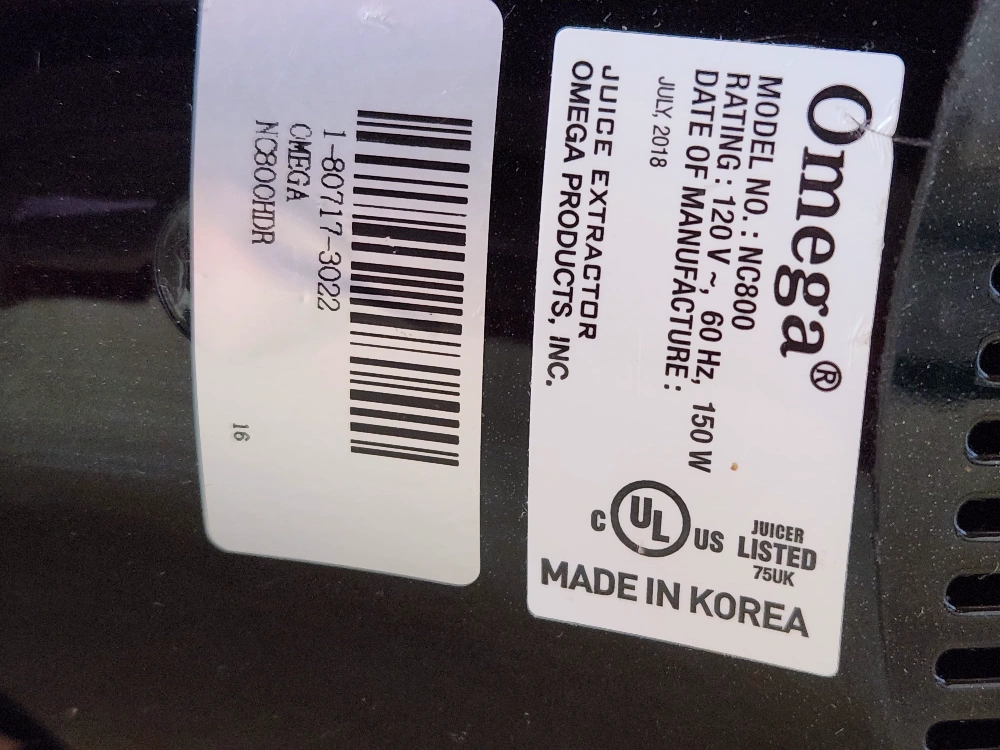 Omega®
MODEL NO. : NC800
RATING : 120 V ~, 60 Hz, 150 W
DATE OF MANUFACTURE :
JULY, 2018
JUICE EXTRACTOR
OMEGA PRODUCTS, INC.
C UL US
JUICER
LISTED
75UK
MADE IN KOREA
1-80717-3022
OMEGA
NC800HDR
16